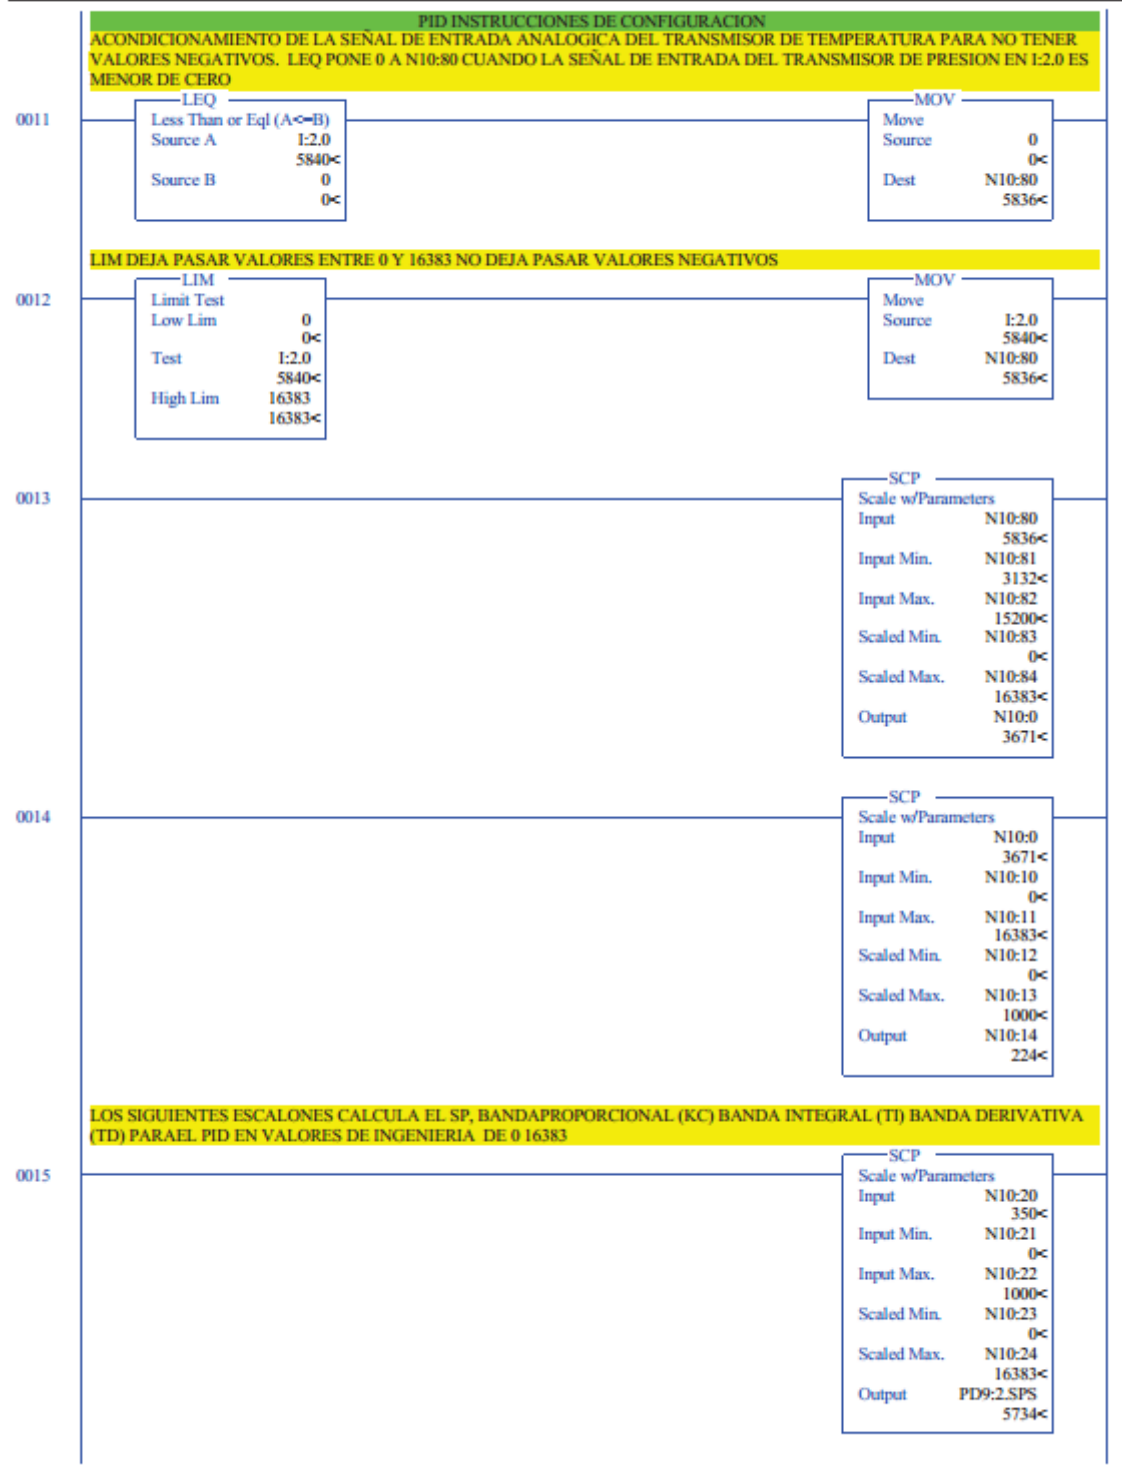 PID INSTRUCCIONES DE CONFIGURACION
ACONDICIONAMIENTO DE LA SEÑAL DE ENTRADA ANALOGICA DEL TRANSMISOR DE TEMPERATURA PARA NO TENER
VALORES NEGATIVOS. LEQ PONE 0 A N10:80 CUANDO LA SEÑAL DE ENTRADA DEL TRANSMISOR DE PRESION EN I:2.0 ES
MENOR DE CERO
0011
LEQ
Less Than or Eql (A<=B)
Source A I:2.0
5840<
Source B 0
0<
MOV
Move
Source 0
0<
Dest N10:80
5836<
LIM DEJA PASAR VALORES ENTRE 0 Y 16383 NO DEJA PASAR VALORES NEGATIVOS
0012
LIM
Limit Test
Low Lim 0
0<
Test I:2.0
5840<
High Lim 16383
16383<
MOV
Move
Source I:2.0
5840<
Dest N10:80
5836<
0013
SCP
Scale w/Parameters
Input N10:80
5836<
Input Min. N10:81
3132<
Input Max. N10:82
15200<
Scaled Min. N10:83
0<
Scaled Max. N10:84
16383<
Output N10:0
3671<
0014
SCP
Scale w/Parameters
Input N10:0
3671<
Input Min. N10:10
0<
Input Max. N10:11
16383<
Scaled Min. N10:12
0<
Scaled Max. N10:13
1000<
Output N10:14
224<
LOS SIGUIENTES ESCALONES CALCULA EL SP, BANDAPROPORCIONAL (KC) BANDA INTEGRAL (TI) BANDA DERIVATIVA
(TD) PARAEL PID EN VALORES DE INGENIERIA DE 0 16383
0015
SCP
Scale w/Parameters
Input N10:20
350<
Input Min. N10:21
0<
Input Max. N10:22
1000<
Scaled Min. N10:23
0<
Scaled Max. N10:24
16383<
Output PD9:2.SPS
5734<